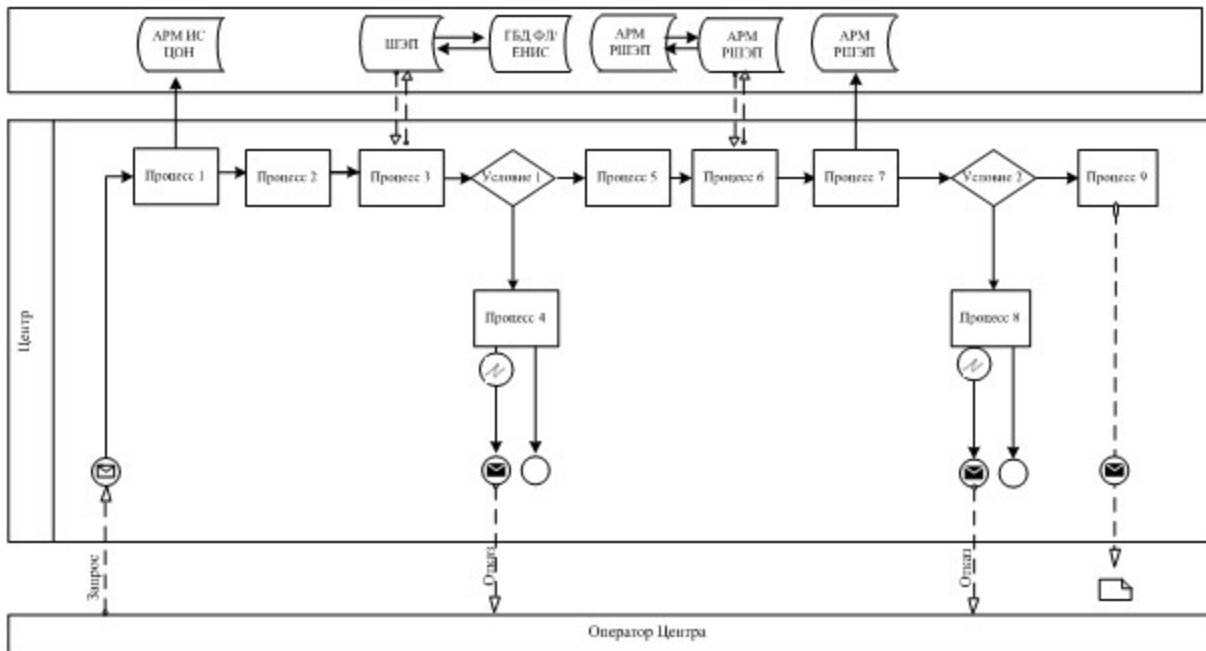 АРМ ИС
ЦОН
ШЭП
ГБД ФЛ/
ЕНИС
АРМ
РШЭП
АРМ
РШЭП
АРМ
РШЭП
Процесс 1
Процесс 2
Процесс 3
Условие 1
Процесс 5
Процесс 6
Процесс 7
Условие 2
Процесс 9
Процесс 4
Процесс 8
Центр
Запрос
Отказ
Отказ
Оператор Центра